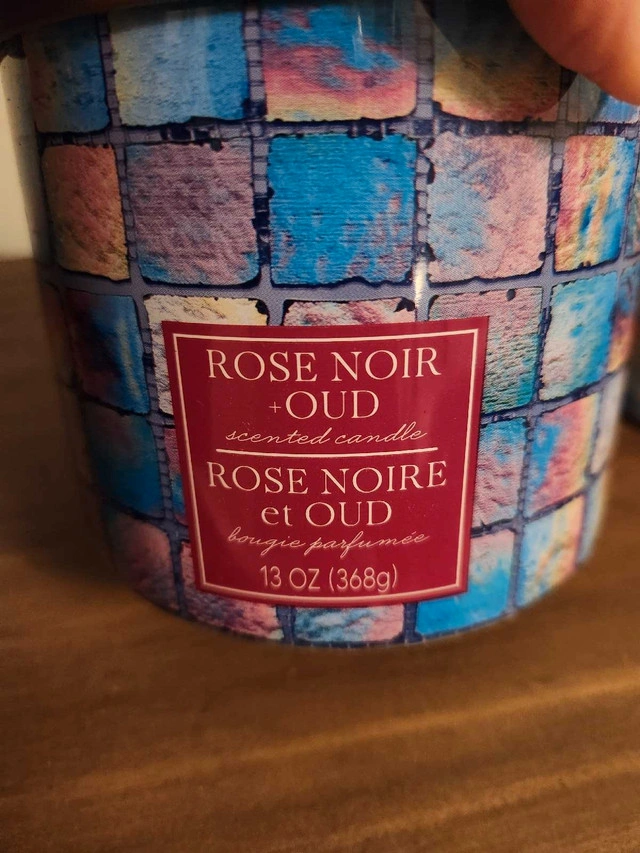 ROSE NOIR
+OUD
scented candle
ROSE NOIRE
et OUD
bougie parfumée
13 OZ (368g)